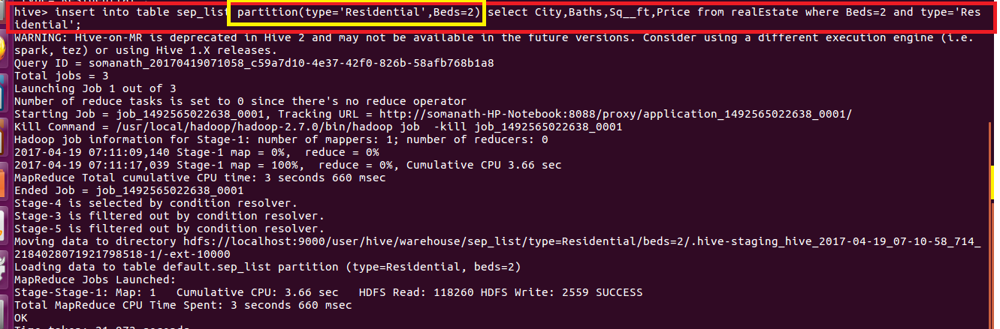 hive> insert into table sep_list partition(type='Residential',Beds=2) select City,Baths,Sq__ft,Price from realEstate where Beds=2 and type='Res
idential';
WARNING: Hive-on-MR is deprecated in Hive 2 and may not be available in the future versions. Consider using a different execution engine (i.e.
spark, tez) or using Hive 1.X releases.
Query ID = somanath_20170419071058_c59a7d10-4e37-42f0-826b-58afb768b1a8
Total jobs = 3
Launching Job 1 out of 3
Number of reduce tasks is set to 0 since there's no reduce operator
Starting Job = job_1492565022638_0001, Tracking URL = http://somanath-HP-Notebook:8088/proxy/application_1492565022638_0001/
Kill Command = /usr/local/hadoop/hadoop-2.7.0/bin/hadoop job  -kill job_1492565022638_0001
Hadoop job information for Stage-1: number of mappers: 1; number of reducers: 0
2017-04-19 07:11:09,140 Stage-1 map = 0%,  reduce = 0%
2017-04-19 07:11:17,039 Stage-1 map = 100%,  reduce = 0%, Cumulative CPU 3.66 sec
MapReduce Total cumulative CPU time: 3 seconds 660 msec
Ended Job = job_1492565022638_0001
Stage-4 is selected by condition resolver.
Stage-3 is filtered out by condition resolver.
Stage-5 is filtered out by condition resolver.
Moving data to directory hdfs://localhost:9000/user/hive/warehouse/sep_list/type=Residential/beds=2/.hive-staging_hive_2017-04-19_07-10-58_714_
2184028071921798518-1/-ext-10000
Loading data to table default.sep_list partition (type=Residential, beds=2)
MapReduce Jobs Launched:
Stage-Stage-1: Map: 1   Cumulative CPU: 3.66 sec   HDFS Read: 118260 HDFS Write: 2559 SUCCESS
Total MapReduce CPU Time Spent: 3 seconds 660 msec
OK